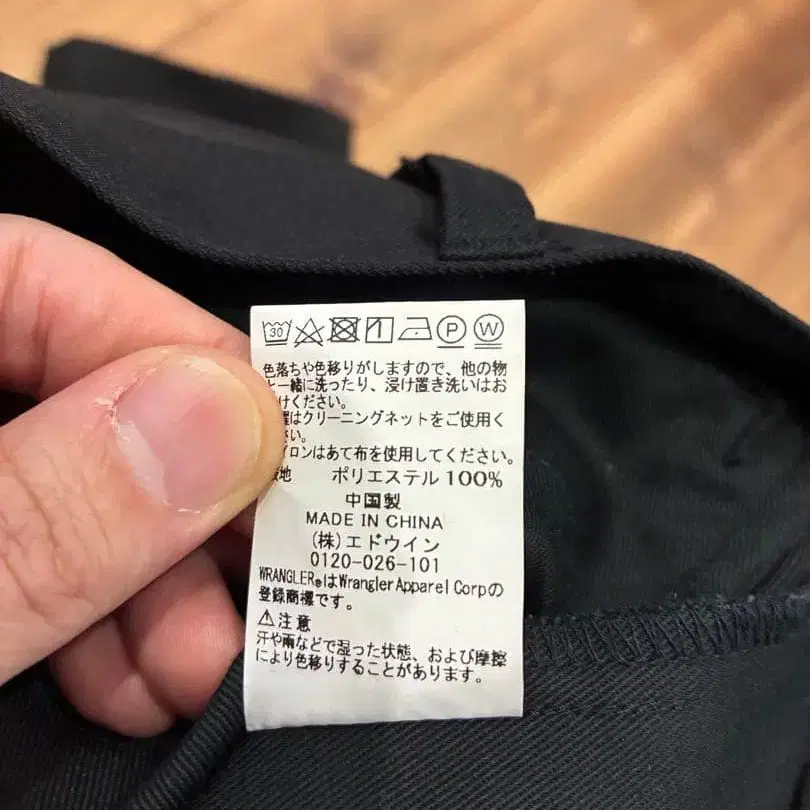 30 P W
色落ちや色移りがしますので、他の物
と一緒に洗ったり、浸け置き洗いはお
けください。
はクリーニングネットをご使用く
さい。
イロンはあて布を使用してください。
地 ポリエステル 100%
中国製
MADE IN CHINA
(株)エドウイン
0120-026-101
WRANGLER®はWrangler Apparel Corpの
登録商標です。
⚠注意
汗や雨などで湿った状態、および摩擦
により色移りすることがあります。